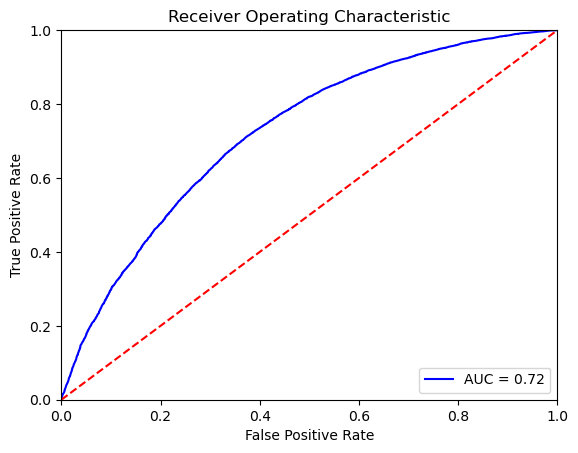 Receiver Operating Characteristic
1.0
0.8
0.6
0.4
0.2
0.0
True Positive Rate
AUC = 0.72
0.0 0.2 0.4 0.6 0.8 1.0
False Positive Rate